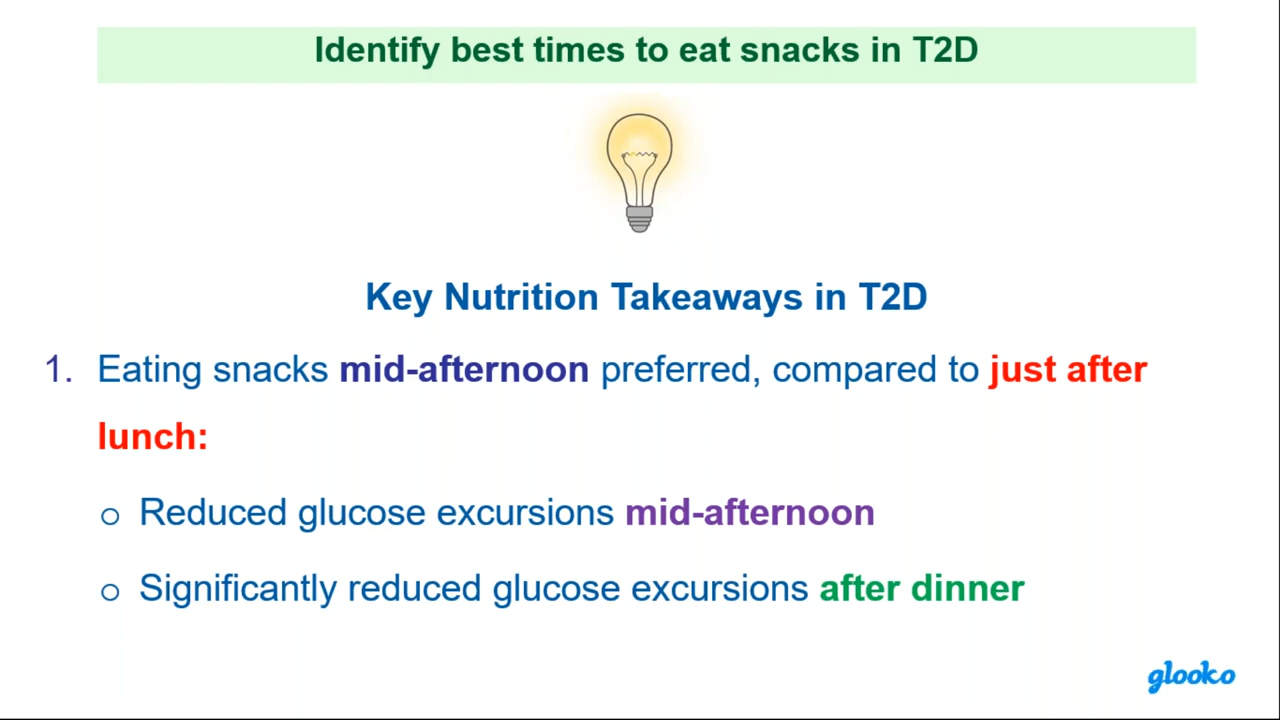 Identify best times to eat snacks in T2D
Key Nutrition Takeaways in T2D
1. Eating snacks mid-afternoon preferred, compared to just after
lunch:
o Reduced glucose excursions mid-afternoon
o Significantly reduced glucose excursions after dinner
glooko